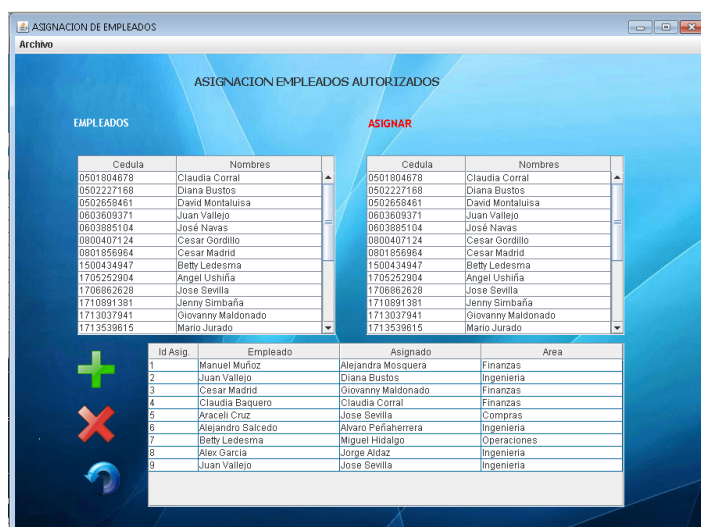 ASIGNACION DE EMPLEADOS
Archivo
ASIGNACION EMPLEADOS AUTORIZADOS
EMPLEADOS ASIGNAR
Cedula Nombres Cedula Nombres
0501804678 Claudia Corral 0501804678 Claudia Corral
0502227168 Diana Bustos 0502227168 Diana Bustos
0502658461 David Montaluisa 0502658461 David Montaluisa
0603609371 Juan Vallejo 0603609371 Juan Vallejo
0603885104 José Navas 0603885104 José Navas
0800407124 Cesar Gordillo 0800407124 Cesar Gordillo
0801856964 Cesar Madrid 0801856964 Cesar Madrid
1500434947 Betty Ledesma 1500434947 Betty Ledesma
1705252904 Angel Ushiña 1705252904 Angel Ushiña
1706862628 Jose Sevilla 1706862628 Jose Sevilla
1710891381 Jenny Simbaña 1710891381 Jenny Simbaña
1713037941 Giovanny Maldonado 1713037941 Giovanny Maldonado
1713539615 Mario Jurado 1713539615 Mario Jurado
Id Asig. Empleado Asignado Area
1 Manuel Muñoz Alejandra Mosquera Finanzas
2 Juan Vallejo Diana Bustos Ingenieria
3 Cesar Madrid Giovanny Maldonado Finanzas
4 Claudia Baquero Claudia Corral Finanzas
5 Araceli Cruz Jose Sevilla Compras
6 Alejandro Salcedo Alvaro Peñaherrera Ingenieria
7 Betty Ledesma Miguel Hidalgo Operaciones
8 Alex Garcia Jorge Aldaz Ingenieria
9 Juan Vallejo Jose Sevilla Ingenieria